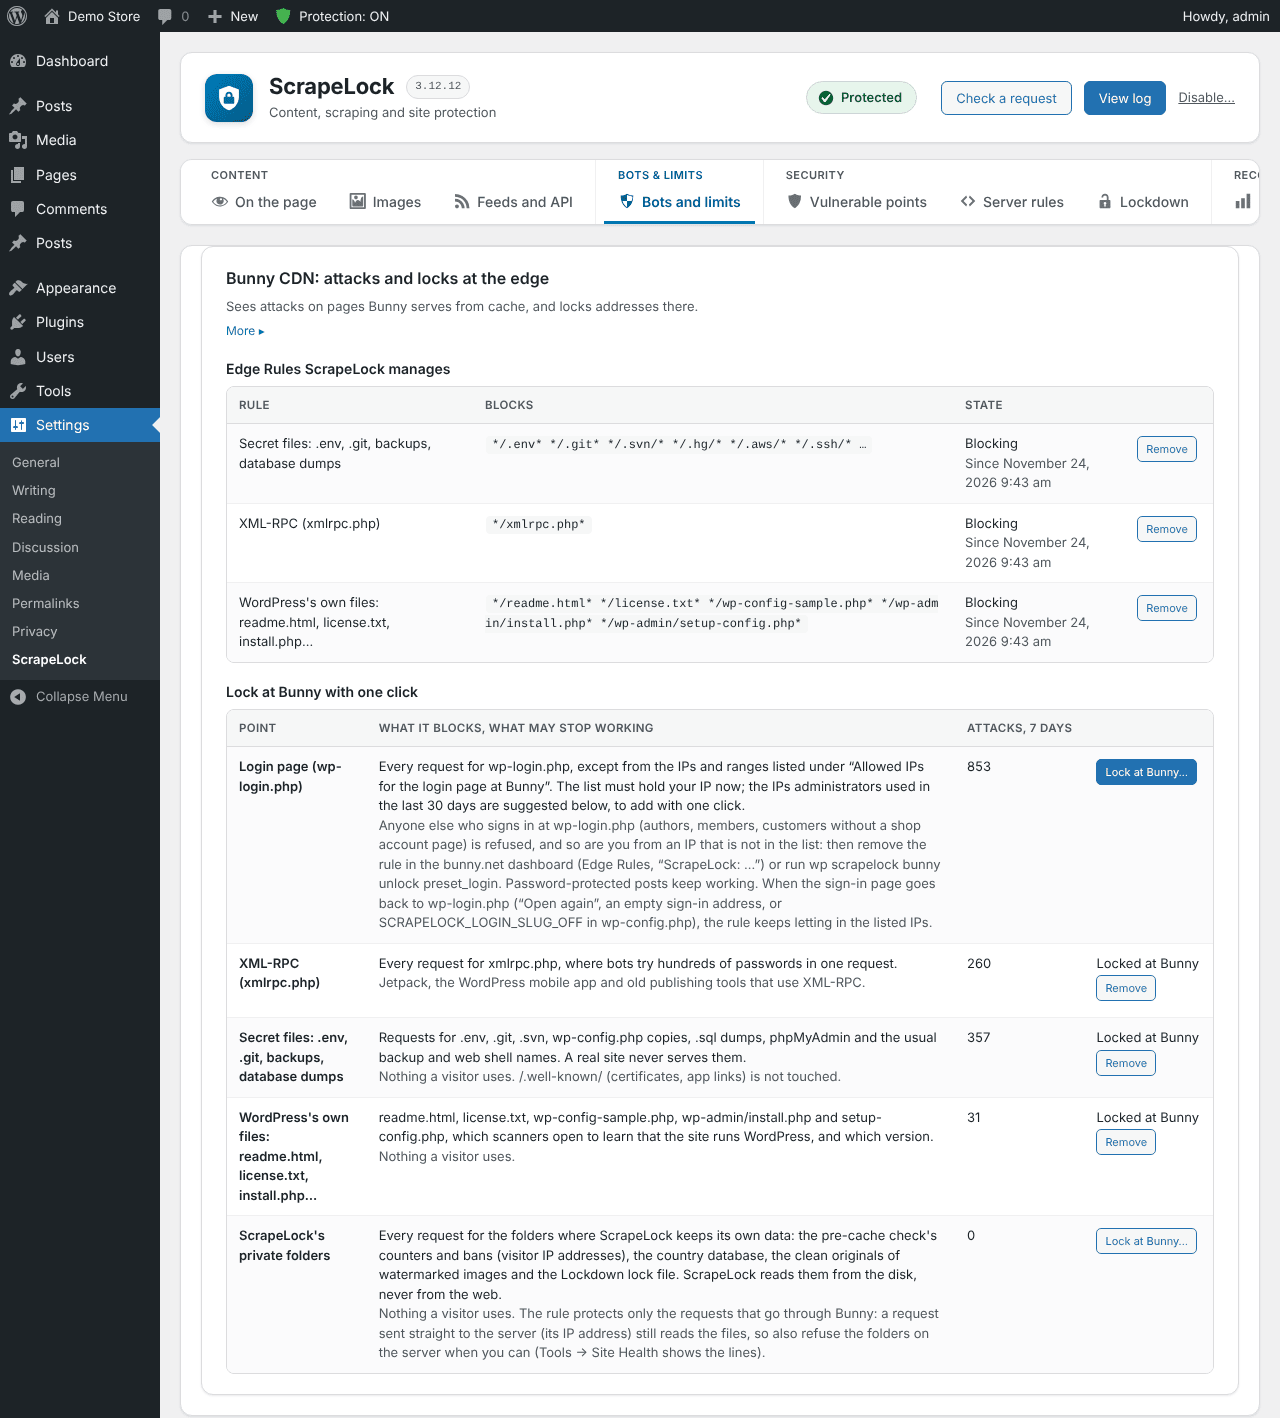 Demo Store
0
New
Protection: ON
Howdy, admin
Dashboard
Posts
Media
Pages
Comments
Posts
Appearance
Plugins
Users
Tools
Settings
General
Writing
Reading
Discussion
Media
Permalinks
Privacy
ScrapeLock
Collapse Menu
ScrapeLock
3.12.12
Content, scraping and site protection
Protected
Check a request
View log
Disable...
CONTENT
On the page
Images
Feeds and API
BOTS & LIMITS
Bots and limits
SECURITY
Vulnerable points
Server rules
Lockdown
Bunny CDN: attacks and locks at the edge
Sees attacks on pages Bunny serves from cache, and locks addresses there.
More ▸
Edge Rules ScrapeLock manages
RULE BLOCKS STATE
Secret files: .env, .git, backups,
database dumps
*/.env* */.git* */.svn/* */.hg/* */.aws/* */.ssh/* …
Blocking
Since November 24,
2026 9:43 am
Remove
XML-RPC (xmlrpc.php)
*/xmlrpc.php*
Blocking
Since November 24,
2026 9:43 am
Remove
WordPress's own files:
readme.html, license.txt,
install.php…
*/readme.html* */license.txt* */wp-config-sample.php* */wp-adm
in/install.php* */wp-admin/setup-config.php*
Blocking
Since November 24,
2026 9:43 am
Remove
Lock at Bunny with one click
POINT WHAT IT BLOCKS, WHAT MAY STOP WORKING ATTACKS, 7 DAYS
Login page (wp-
login.php)
Every request for wp-login.php, except from the IPs and ranges listed under “Allowed IPs
for the login page at Bunny”. The list must hold your IP now; the IPs administrators used in
the last 30 days are suggested below, to add with one click.
Anyone else who signs in at wp-login.php (authors, members, customers without a shop
account page) is refused, and so are you from an IP that is not in the list: then remove the
rule in the bunny.net dashboard (Edge Rules, “ScrapeLock: …”) or run wp scrapelock bunny
unlock preset_login. Password-protected posts keep working. When the sign-in page goes
back to wp-login.php (“Open again”, an empty sign-in address, or
SCRAPELOCK_LOGIN_SLUG_OFF in wp-config.php), the rule keeps letting in the listed IPs.
853
Lock at Bunny…
XML-RPC
(xmlrpc.php)
Every request for xmlrpc.php, where bots try hundreds of passwords in one request.
Jetpack, the WordPress mobile app and old publishing tools that use XML-RPC.
260
Locked at Bunny
Remove
Secret files: .env,
.git, backups,
database dumps
Requests for .env, .git, .svn, wp-config.php copies, .sql dumps, phpMyAdmin and the usual
backup and web shell names. A real site never serves them.
Nothing a visitor uses. /.well-known/ (certificates, app links) is not touched.
357
Locked at Bunny
Remove
WordPress's own
files:
readme.html,
license.txt,
install.php…
readme.html, license.txt, wp-config-sample.php, wp-admin/install.php and setup-
config.php, which scanners open to learn that the site runs WordPress, and which version.
Nothing a visitor uses.
31
Locked at Bunny
Remove
ScrapeLock's
private folders
Every request for the folders where ScrapeLock keeps its own data: the pre-cache check's
counters and bans (visitor IP addresses), the country database, the clean originals of
watermarked images and the Lockdown lock file. ScrapeLock reads them from the disk,
never from the web.
Nothing a visitor uses. The rule protects only the requests that go through Bunny: a request
sent straight to the server (its IP address) still reads the files, so also refuse the folders on
the server when you can (Tools → Site Health shows the lines).
0
Lock at Bunny…